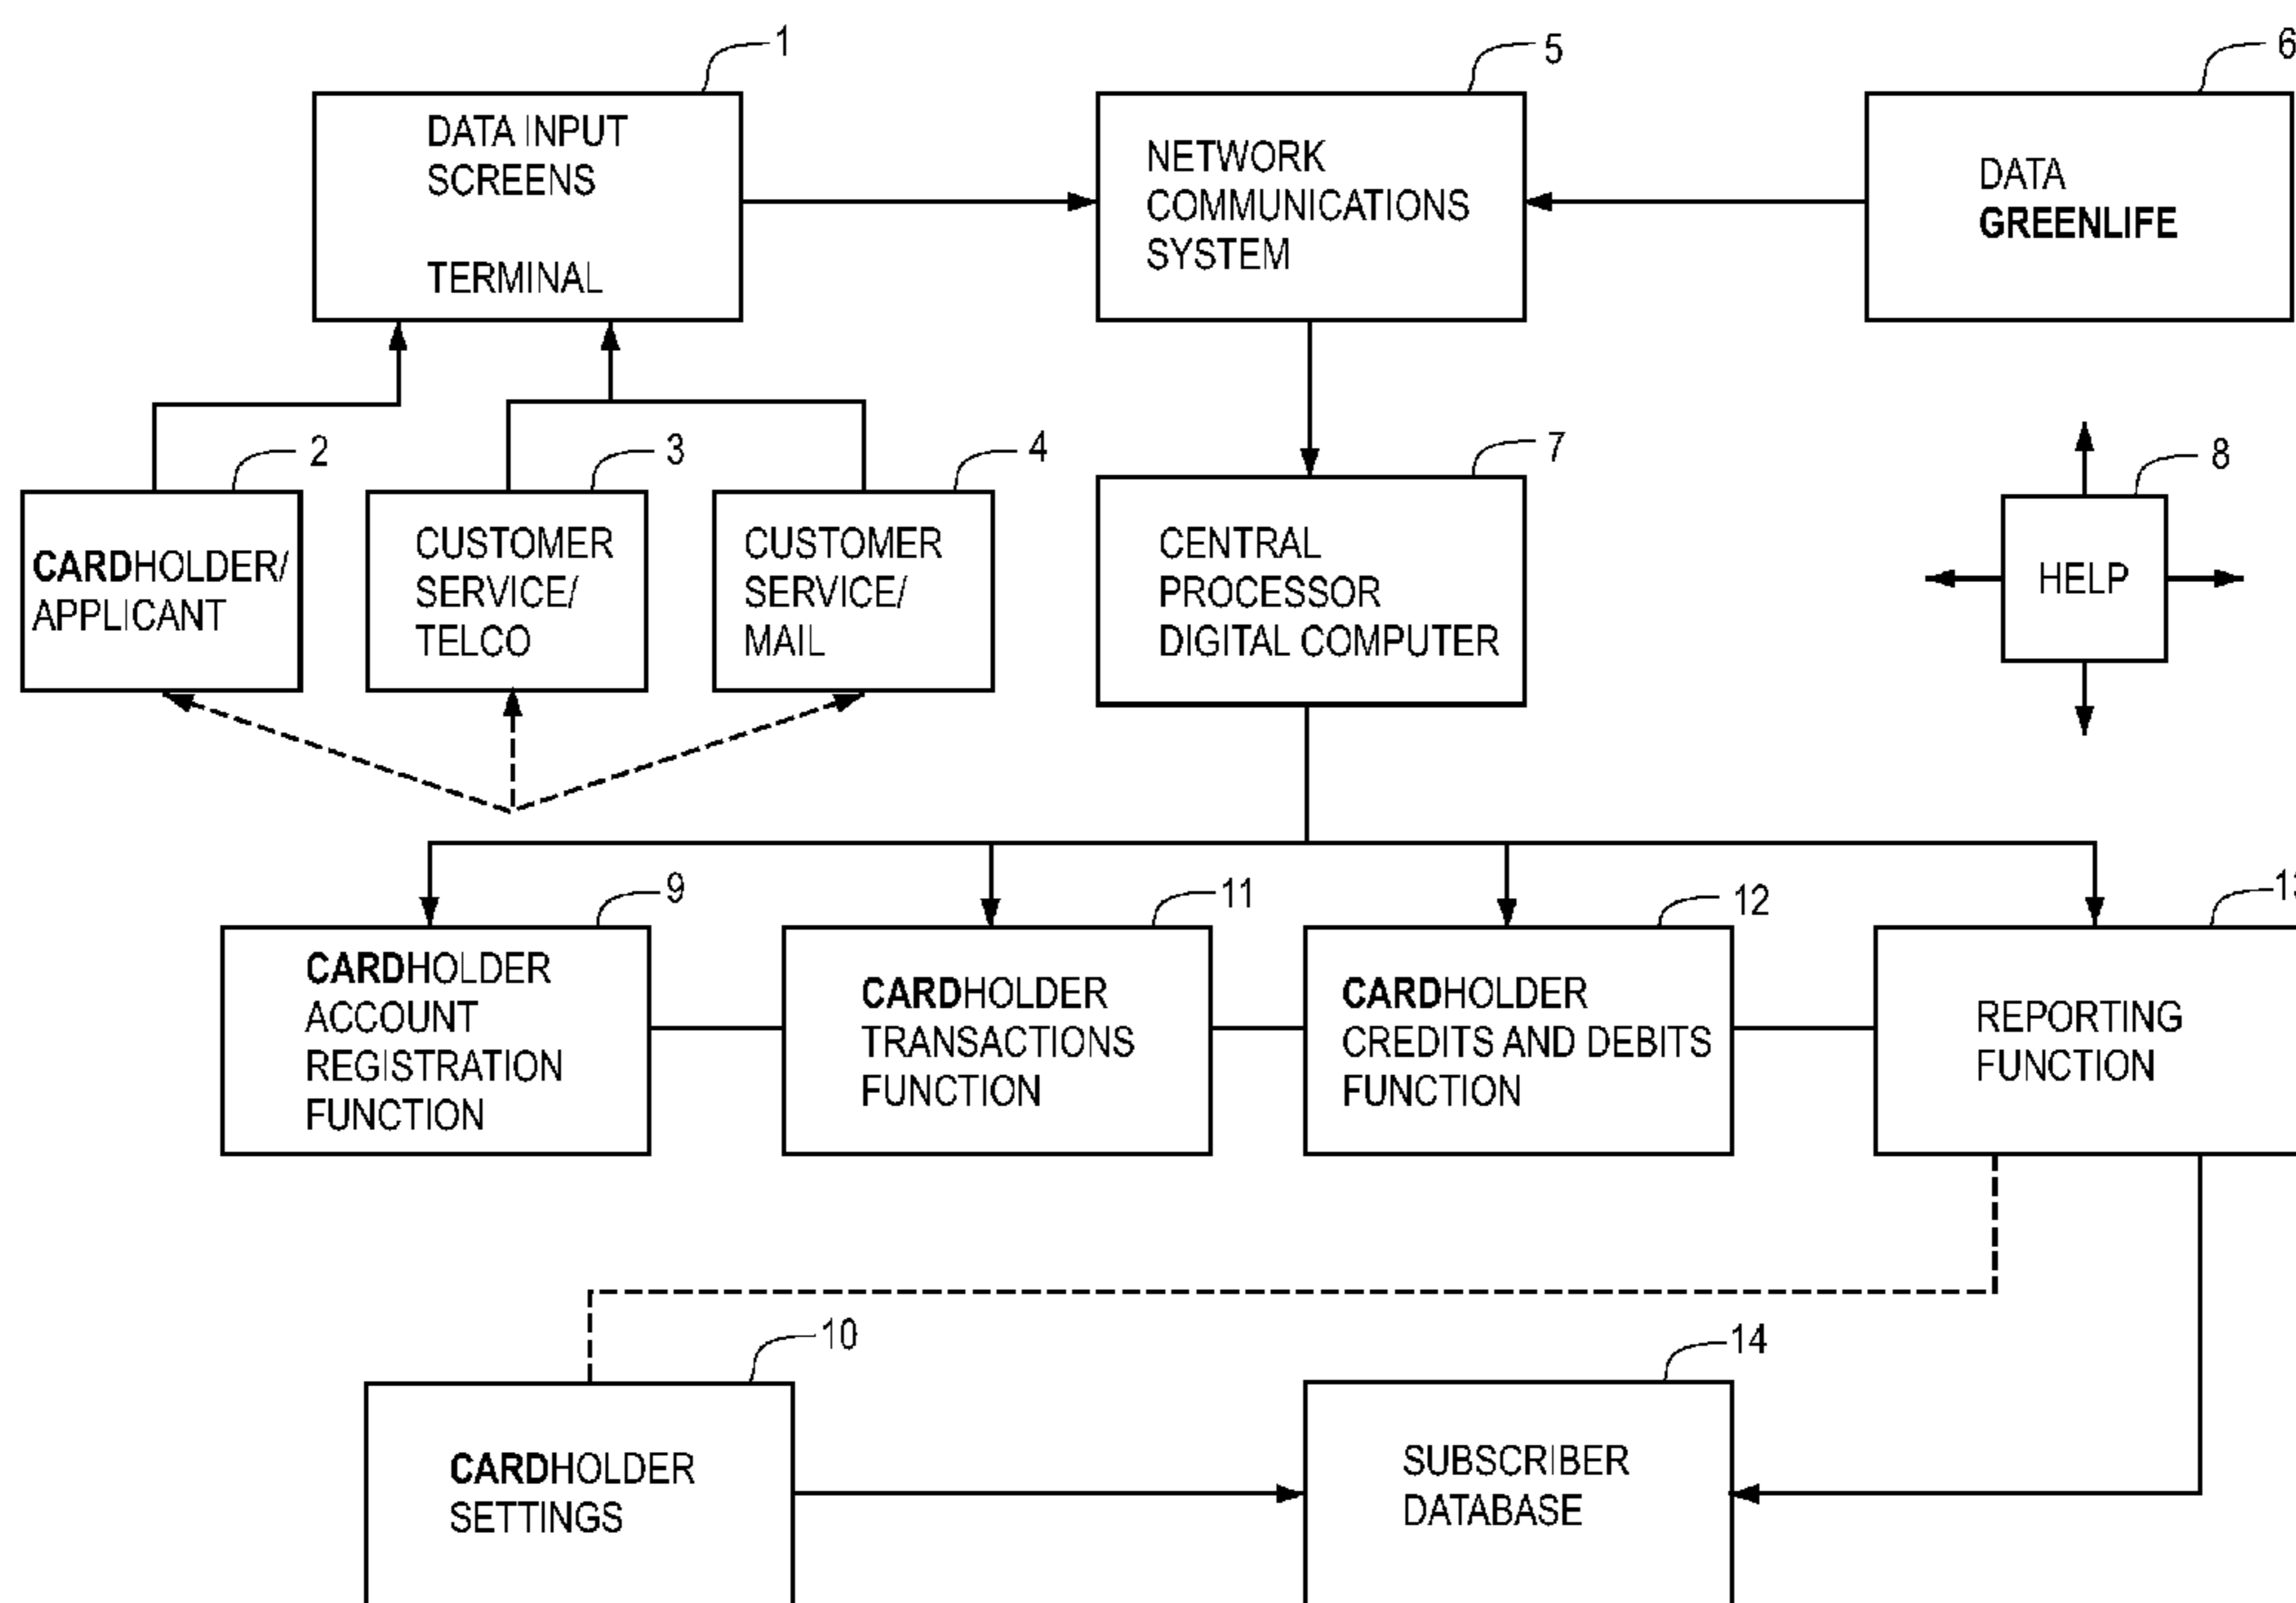 1
5
6
DATA INPUT
SCREENS
TERMINAL
NETWORK
COMMUNICATIONS
SYSTEM
DATA
GREENLIFE
2
3
4
7
8
CARDHOLDER/
APPLICANT
CUSTOMER
SERVICE/
TELCO
CUSTOMER
SERVICE/
MAIL
CENTRAL
PROCESSOR
DIGITAL COMPUTER
HELP
9
11
12
CARDHOLDER
ACCOUNT
REGISTRATION
FUNCTION
CARDHOLDER
TRANSACTIONS
FUNCTION
CARDHOLDER
CREDITS AND DEBITS
FUNCTION
REPORTING
FUNCTION
10
14
CARDHOLDER
SETTINGS
SUBSCRIBER
DATABASE